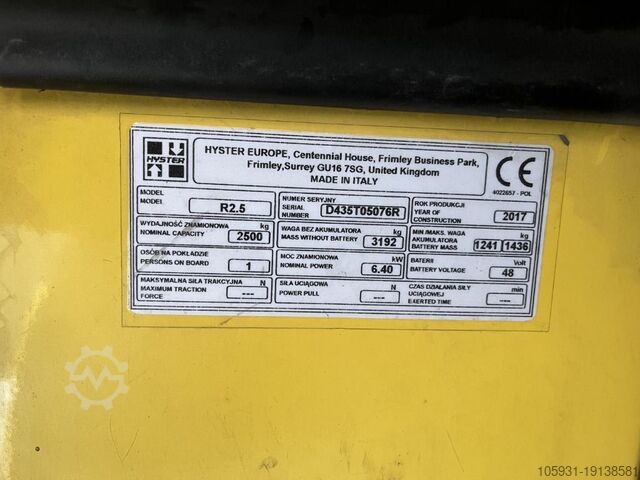 HYSTER
HYSTER EUROPE, Centennial House, Frimley Business Park,
Frimley,Surrey GU16 7SG, United Kingdom
MADE IN ITALY
CE
4022657 - POL
MODEL
MODEL
R2.5
NUMER SERYJNY
SERIAL
NUMBER
D435T05076R
ROK PRODUKCJI
YEAR OF
CONSTRUCTION
2017
WYDAJNOŚĆ ZNAMIONOWA kg
NOMINAL CAPACITY 2500
WAGA BEZ AKUMULATORA kg
MASS WITHOUT BATTERY 3192
MIN /MAKS. WAGA kg
AKUMULATORA
BATTERY MASS 1241 1436
OSÓB NA POKŁADZIE
PERSONS ON BOARD 1
MOC ZNAMIONOWA kW
NOMINAL POWER 6.40
BATERII Volt
BATTERY VOLTAGE 48
MAKSYMALNA SIŁA TRAKCYJNA N
MAXIMUM TRACTION
FORCE ---
SIŁA UCIĄGOWA N
POWER PULL ---
CZAS DZIAŁANIA SIŁY min
UCIĄGOWEJ
EXERTED TIME ---
105931-19138581